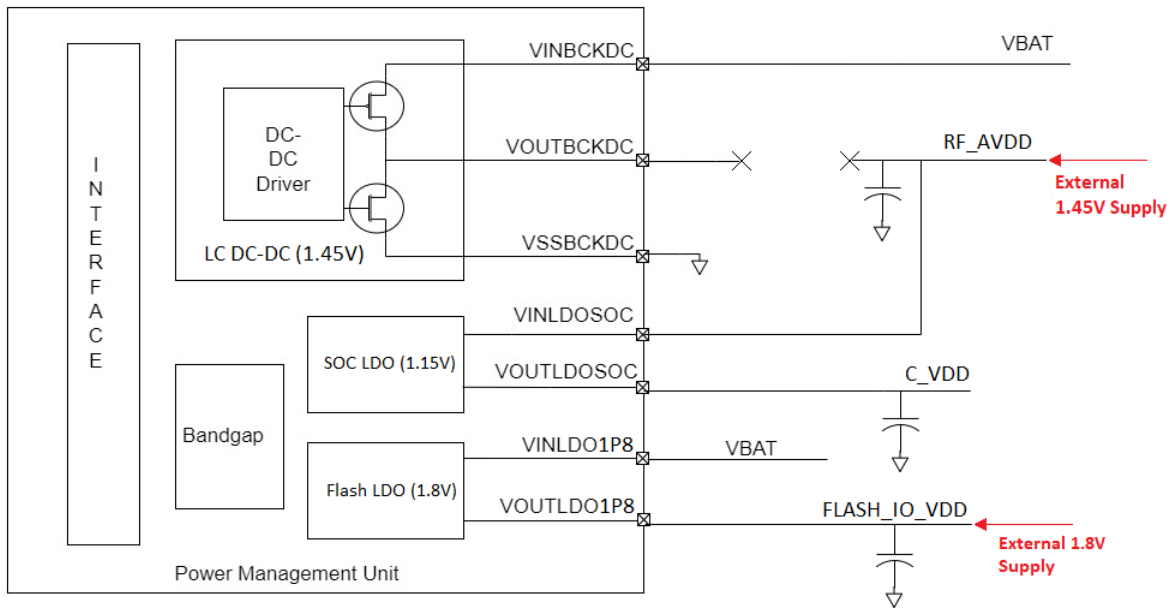 VINBCKDC
VBAT
I
N
T
E
R
F
A
C
E
DC-
DC
Driver
VOUTBCKDC
RF_AVDD
External
1.45V Supply
LC DC-DC (1.45V)
VSSBCKDC
VINLDOSOC
SOC LDO (1.15V)
VOUTLDOSOC
C_VDD
Bandgap
VINLDO1P8
VBAT
Flash LDO (1.8V)
VOUTLDO1P8
FLASH_IO_VDD
External 1.8V
Supply
Power Management Unit